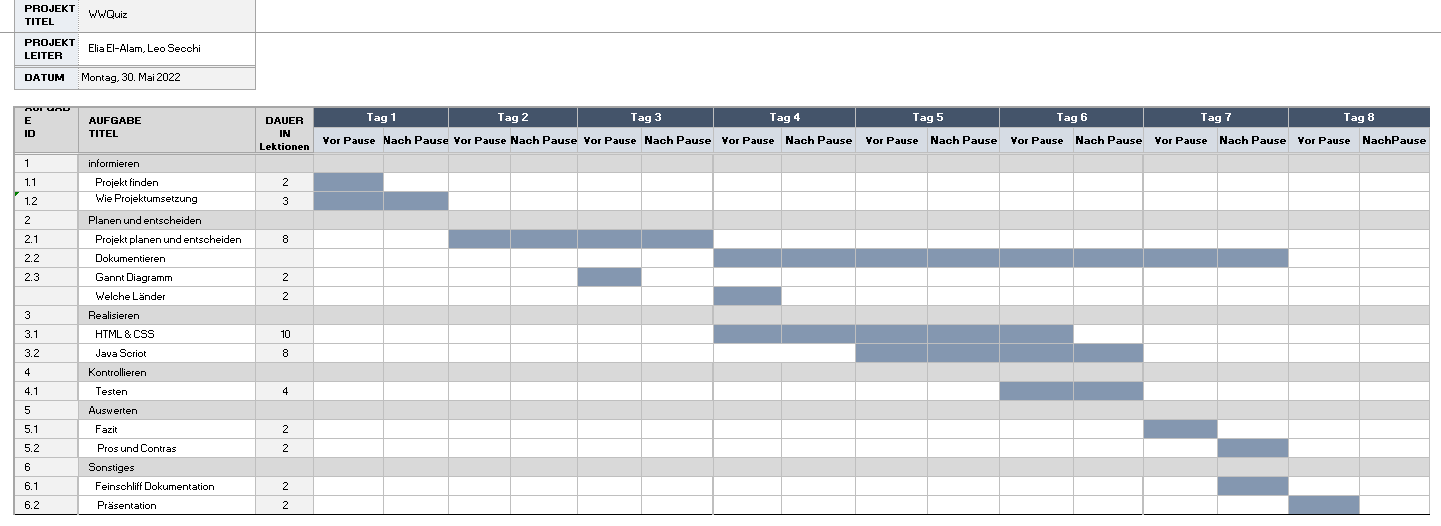 PROJEKT
TITEL
WWQuiz
PROJEKT
LEITER
Elia El-Alam, Leo Secchi
DATUM
Montag, 30. Mai 2022
AUFGAB
E
ID
AUFGABE
TITEL
DAUER
IN
Lektionen
Tag 1 Tag 2 Tag 3 Tag 4 Tag 5 Tag 6 Tag 7 Tag 8
Vor Pause Nach Pause Vor Pause Nach Pause Vor Pause Nach Pause Vor Pause Nach Pause Vor Pause Nach Pause Vor Pause Nach Pause Vor Pause Nach Pause Vor Pause NachPause
1 informieren
1.1 Projekt finden 2
1.2 Wie Projektumsetzung 3
2 Planen und entscheiden
2.1 Projekt planen und entscheiden 8
2.2 Dokumentieren
2.3 Gannt Diagramm 2
Welche Länder 2
3 Realisieren
3.1 HTML & CSS 10
3.2 Java Scriot 8
4 Kontrollieren
4.1 Testen 4
5 Auswerten
5.1 Fazit 2
5.2 Pros und Contras 2
6 Sonstiges
6.1 Feinschliff Dokumentation 2
6.2 Präsentation 2